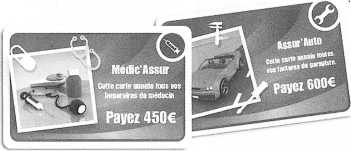 Médic'Assur
Cette carte annule tous vos
honoraires de médecin
Payez 450€
Assur'Auto
Cette carte annule toutes
vos factures de garagiste.
Payez 600€